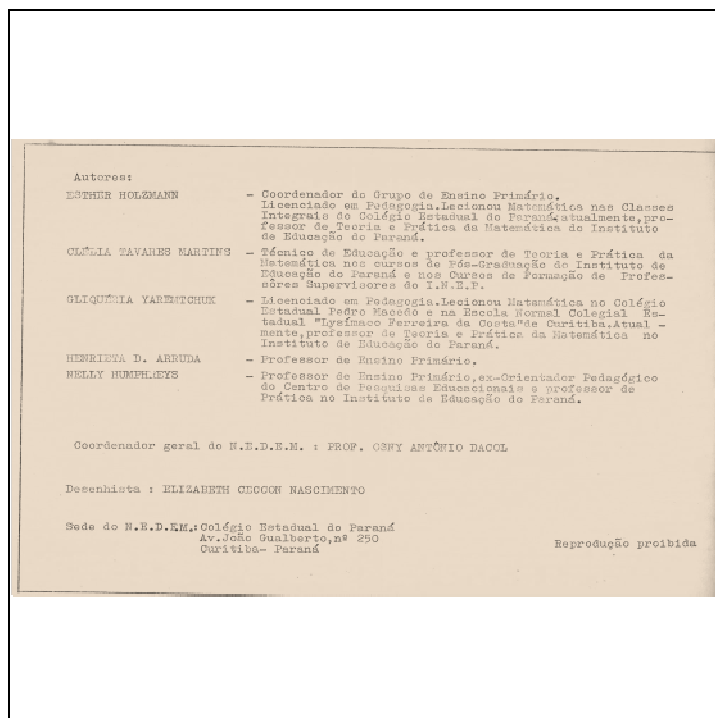 Autores:
ESTHER HOLZMANN - Coordenador do Grupo de Ensino Primário.
Licenciado em Pedagogia.Lecionou Matemática nas Classes
Integrais do Colégio Estadual do Paraná;atualmente,pro-
fessor de Teoria e Prática da Matemática do Instituto
de Educação do Paraná.
CLÉLIA TAVARES MARTINS - Técnico de Educação e professor de Teoria e Prática da
Matemática nos cursos de Pós-Graduação do Instituto de
Educação do Paraná e nos Cursos de Formação de Profes-
sôres Supervisores do I.N.E.P.
GLIQUÉRIA YAREMTCHUK - Licenciado em Pedagogia.Lecionou Matemática no Colégio
Estadual Pedro Macedo e na Escola Normal Colegial Es-
tadual "Lysímaco Ferreira da Costa"de Curitiba.Atual -
mente,professor de Teoria e Prática da Matemática no
Instituto de Educação do Paraná.
HENRIETA D. ARRUDA - Professor de Ensino Primário.
NELLY HUMPHREYS - Professor de Ensino Primário,ex-Orientador Pedagógico
do Centro de Pesquisas Educacionais e professor de
Prática no Instituto de Educação do Paraná.
Coordenador geral do N.E.D.E.M. : PROF. OSNY ANTÔNIO DACOL
Desenhista : ELIZABETH CECCON NASCIMENTO
Sede do N.E.D.EM.:Colégio Estadual do Paraná
Av.João Gualberto,nº 250
Curitiba- Paraná
Reprodução proibida